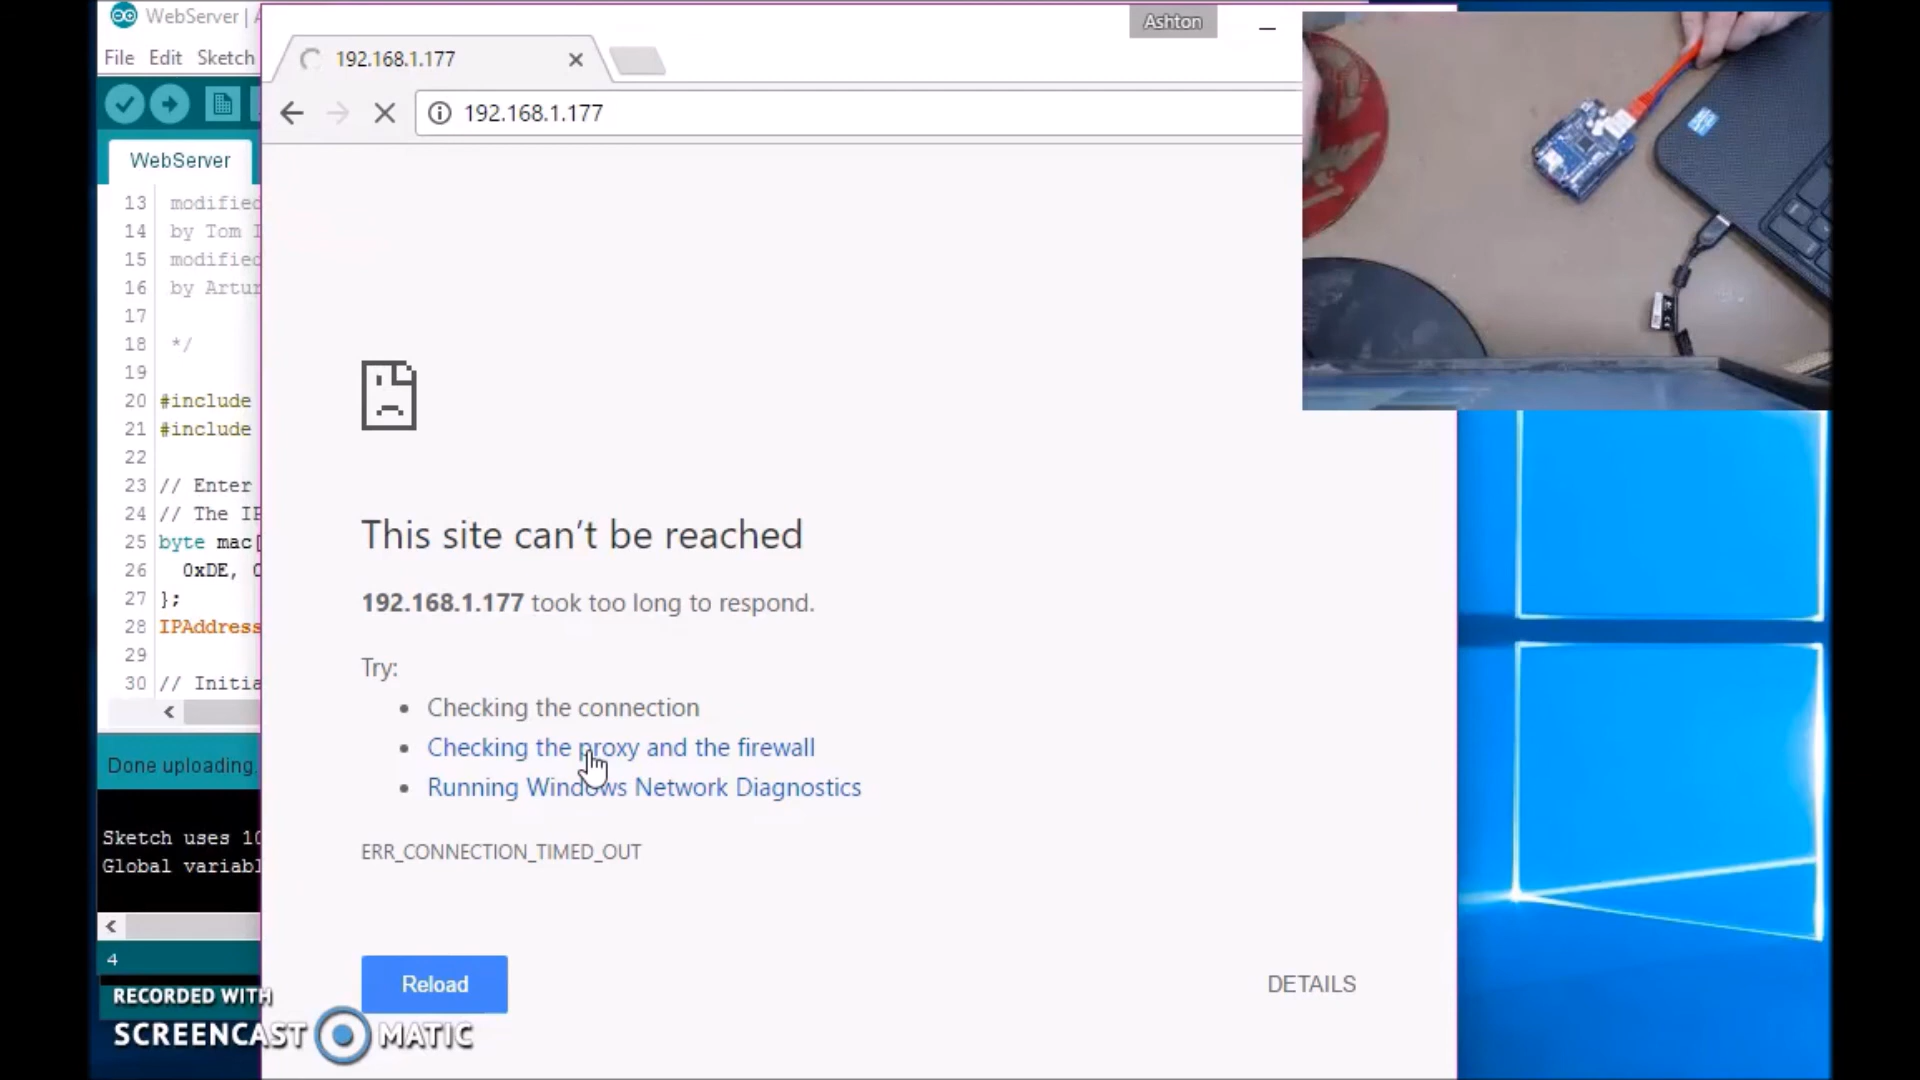 WebServer | A
Ashton
192.168.1.177
File Edit Sketch
192.168.1.177
WebServer
13 modified
14 by Tom I
15 modified
16 by Artur
17
18 */
19
20 #include
21 #include
22
23 // Enter
24 // The IP
25 byte mac[
26 0xDE, 0
27 };
28 IPAddress
29
30 // Initia
This site can’t be reached
192.168.1.177 took too long to respond.
Try:
Checking the connection
Checking the proxy and the firewall
Running Windows Network Diagnostics
ERR_CONNECTION_TIMED_OUT
Reload
DETAILS
Done uploading.
Sketch uses 10
Global variabl
4
RECORDED WITH
SCREENCAST MATIC